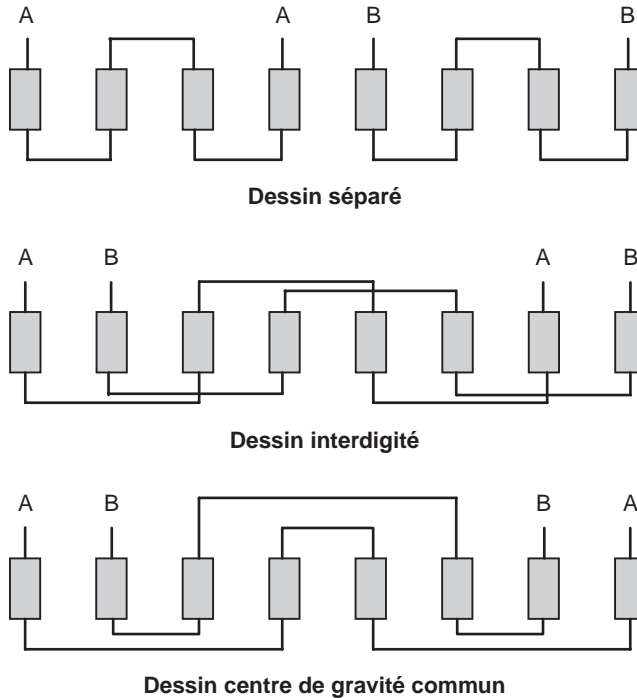 A A B B
Dessin séparé
A B A B
Dessin interdigité
A B B A
Dessin centre de gravité commun